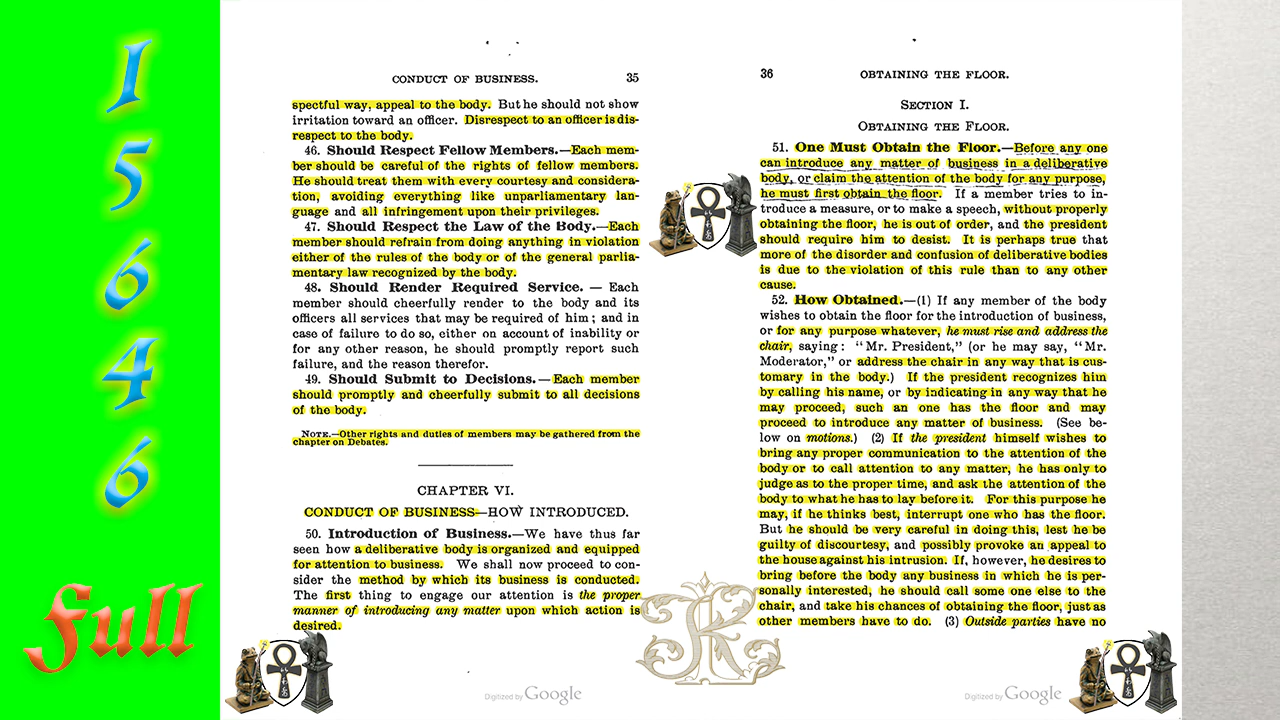 1
5
6
4
6
Full
CONDUCT OF BUSINESS. 35
spectful way, appeal to the body. But he should not show
irritation toward an officer. Disrespect to an officer is dis-
respect to the body.
46. Should Respect Fellow Members.—Each mem-
ber should be careful of the rights of fellow members.
He should treat them with every courtesy and considera-
tion, avoiding everything like unparliamentary lan-
guage and all infringement upon their privileges.
47. Should Respect the Law of the Body.—Each
member should refrain from doing anything in violation
either of the rules of the body or of the general parlia-
mentary law recognized by the body.
48. Should Render Required Service. — Each
member should cheerfully render to the body and its
officers all services that may be required of him; and in
case of failure to do so, either on account of inability or
for any other reason, he should promptly report such
failure, and the reason therefor.
49. Should Submit to Decisions.—Each member
should promptly and cheerfully submit to all decisions
of the body.
NOTE.—Other rights and duties of members may be gathered from the
chapter on Debates.
CHAPTER VI.
CONDUCT OF BUSINESS—HOW INTRODUCED.
50. Introduction of Business.—We have thus far
seen how a deliberative body is organized and equipped
for attention to business. We shall now proceed to con-
sider the method by which its business is conducted.
The first thing to engage our attention is the proper
manner of introducing any matter upon which action is
desired.
Digitized by Google
36 OBTAINING THE FLOOR.
SECTION I.
OBTAINING THE FLOOR.
51. One Must Obtain the Floor.—Before any one
can introduce any matter of business in a deliberative
body, or claim the attention of the body for any purpose,
he must first obtain the floor. If a member tries to in-
troduce a measure, or to make a speech, without properly
obtaining the floor, he is out of order, and the president
should require him to desist. It is perhaps true that
more of the disorder and confusion of deliberative bodies
is due to the violation of this rule than to any other
cause.
52. How Obtained.—(1) If any member of the body
wishes to obtain the floor for the introduction of business,
or for any purpose whatever, he must rise and address the
chair, saying: "Mr. President," (or he may say, "Mr.
Moderator," or address the chair in any way that is cus-
tomary in the body.) If the president recognizes him
by calling his name, or by indicating in any way that he
may proceed, such an one has the floor and may
proceed to introduce any matter of business. (See be-
low on motions.) (2) If the president himself wishes to
bring any proper communication to the attention of the
body or to call attention to any matter, he has only to
judge as to the proper time, and ask the attention of the
body to what he has to lay before it. For this purpose he
may, if he thinks best, interrupt one who has the floor.
But he should be very careful in doing this, lest he be
guilty of discourtesy, and possibly provoke an appeal to
the house against his intrusion. If, however, he desires to
bring before the body any business in which he is per-
sonally interested, he should call some one else to the
chair, and take his chances of obtaining the floor, just as
other members have to do. (3) Outside parties have no
Digitized by Google